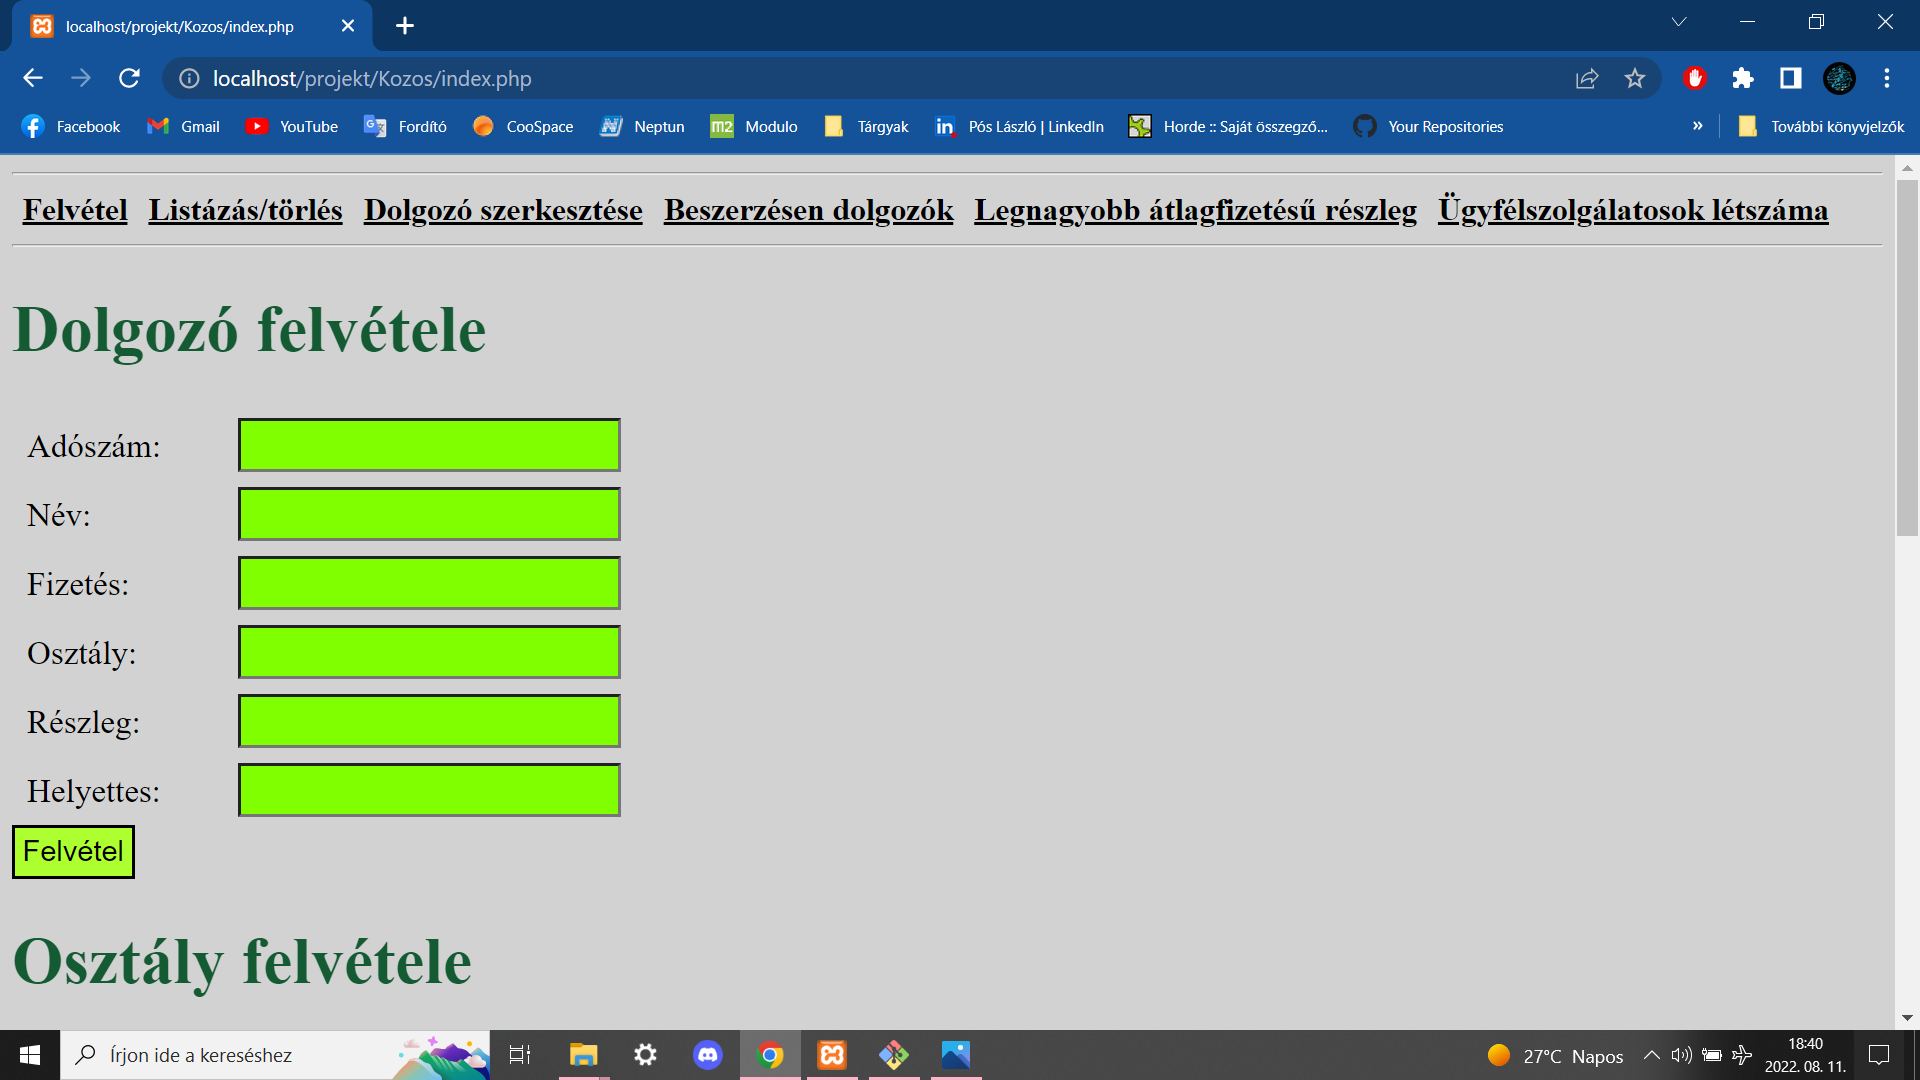 localhost/projekt/Kozos/index.php
localhost/projekt/Kozos/index.php
Facebook Gmail YouTube Fordító CooSpace Neptun m2 Modulo Tárgyak in Pós László | LinkedIn Horde :: Saját összegző... Your Repositories » További könyvjelzők
Felvétel Listázás/törlés Dolgozó szerkesztése Beszerzésen dolgozók Legnagyobb átlagfizetésű részleg Ügyfélszolgálatosok létszáma
Dolgozó felvétele
Adószám:
Név:
Fizetés:
Osztály:
Részleg:
Helyettes:
Felvétel
Osztály felvétele
Írjon ide a kereséshez
27°C Napos
18:40
2022. 08. 11.